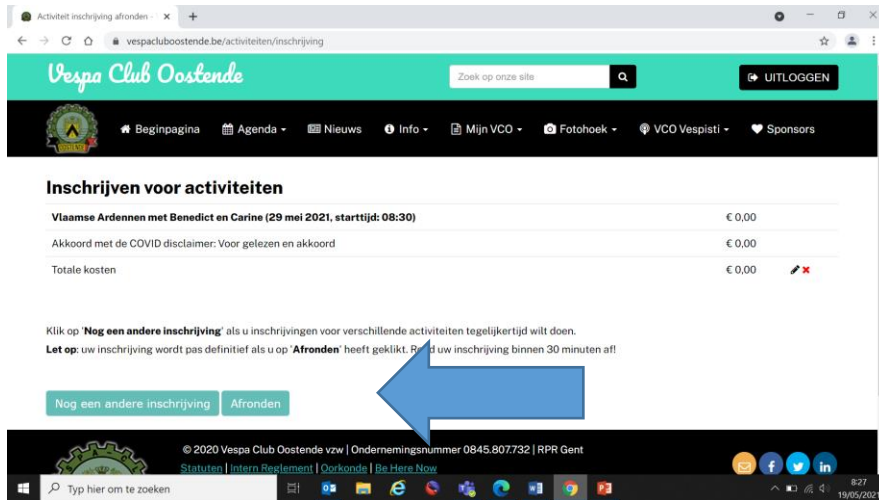 Activiteit inschrijving afronden -
vespacluboostende.be/activiteiten/inschrijving
Vespa Club Oostende
Zoek op onze site
UITLOGGEN
Beginpagina Agenda Nieuws Info Mijn VCO Fotohoek VCO Vespisti Sponsors
Inschrijven voor activiteiten
Vlaamse Ardennen met Benedict en Carine (29 mei 2021, starttijd: 08:30) € 0,00
Akkoord met de COVID disclaimer: Voor gelezen en akkoord € 0,00
Totale kosten € 0,00
Klik op 'Nog een andere inschrijving' als u inschrijvingen voor verschillende activiteiten tegelijkertijd wilt doen.
Let op: uw inschrijving wordt pas definitief als u op 'Afronden' heeft geklikt. Rond uw inschrijving binnen 30 minuten af!
Nog een andere inschrijving Afronden
© 2020 Vespa Club Oostende vzw | Ondernemingsnummer 0845.807.732 | RPR Gent
Statuten | Intern Reglement | Oorkonde | Be Here Now
Typ hier om te zoeken
8:27
19/05/2021